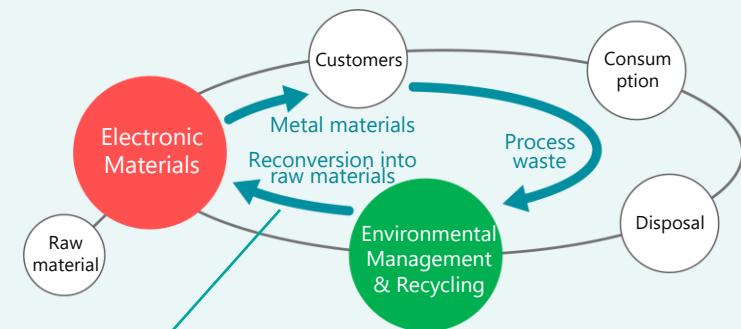 Customers
Consum
ption
Electronic
Materials
Metal materials
Process
waste
Reconversion into
raw materials
Raw
material
Environmental
Management
& Recycling
Disposal